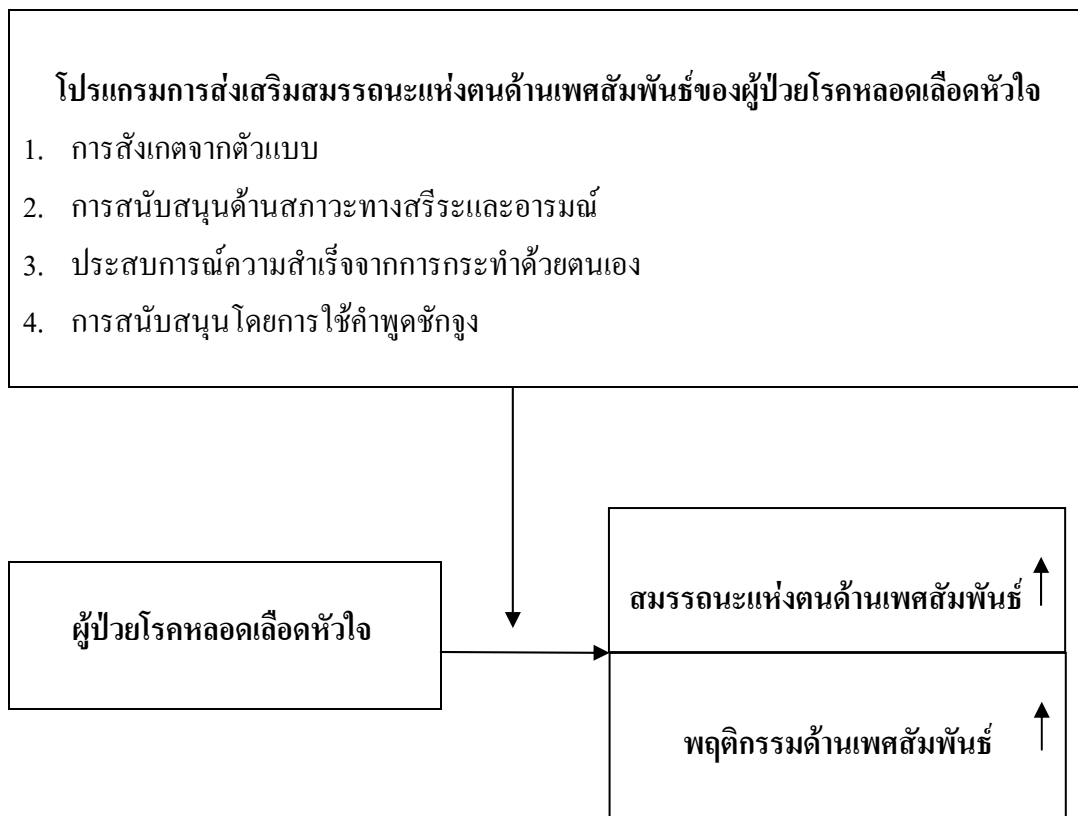 โปรแกรมการส่งเสริมสมรรถนะแห่งตนด้านเพศสัมพันธ์ของผู้ป่วยโรคหลอดเลือดหัวใจ
1. การสังเกตจากตัวแบบ
2. การสนับสนุนด้านสภาวะทางสรีระและอารมณ์
3. ประสบการณ์ความสำเร็จจากการกระทำด้วยตนเอง
4. การสนับสนุนโดยการใช้คำพูดชักจูง
สมรรถนะแห่งตนด้านเพศสัมพันธ์
ผู้ป่วยโรคหลอดเลือดหัวใจ
พฤติกรรมด้านเพศสัมพันธ์